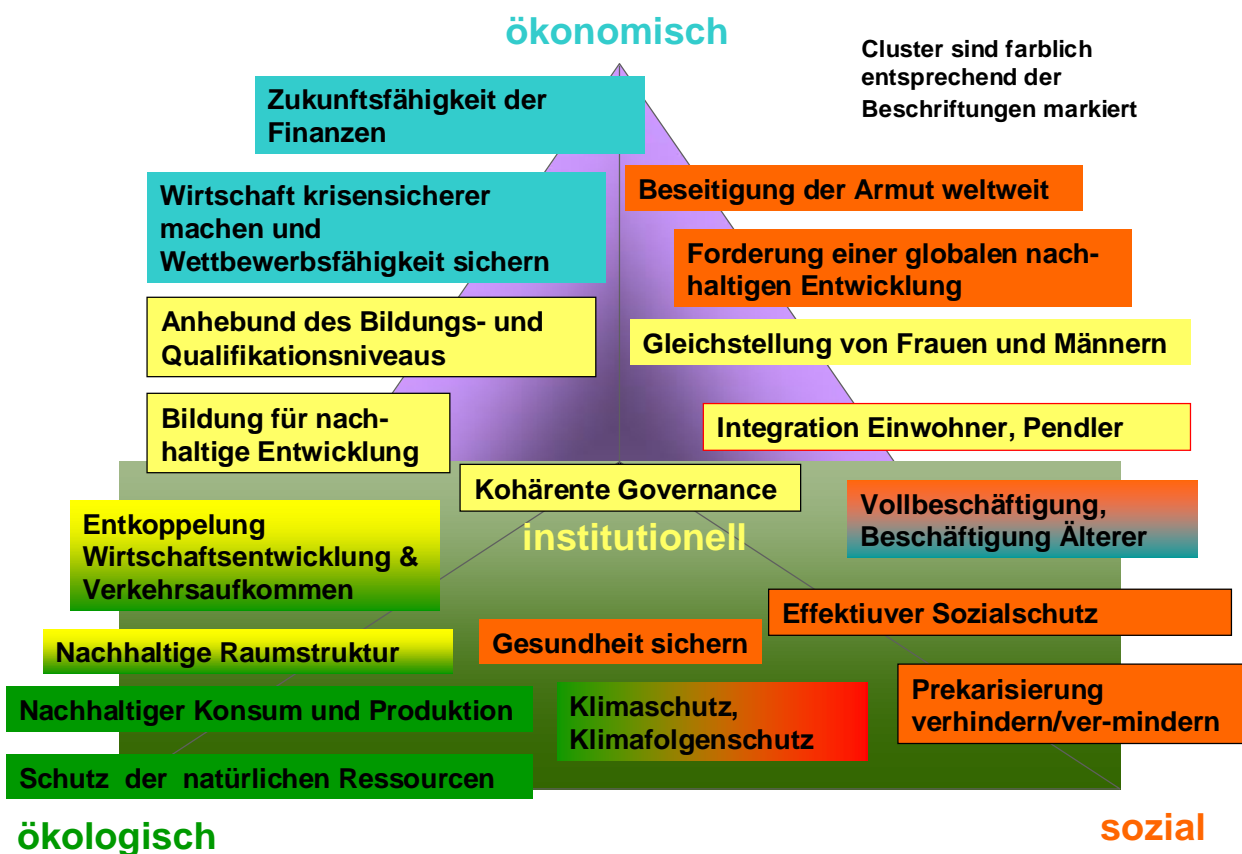 ökonomisch
Cluster sind farblich
entsprechend der
Beschriftungen markiert
Zukunftsfähigkeit der
Finanzen
Wirtschaft krisensicherer
machen und
Wettbewerbsfähigkeit sichern
Beseitigung der Armut weltweit
Forderung einer globalen nach-
haltigen Entwicklung
Anhebund des Bildungs- und
Qualifikationsniveaus
Gleichstellung von Frauen und Männern
Bildung für nach-
haltige Entwicklung
Integration Einwohner, Pendler
Kohärente Governance
institutionell
Vollbeschäftigung,
Beschäftigung Älterer
Entkoppelung
Wirtschaftsentwicklung &
Verkehrsaufkommen
Effektiuver Sozialschutz
Gesundheit sichern
Nachhaltige Raumstruktur
Prekarisierung
verhindern/ver-mindern
Nachhaltiger Konsum und Produktion
Klimaschutz,
Klimafolgenschutz
Schutz der natürlichen Ressourcen
ökologisch
sozial